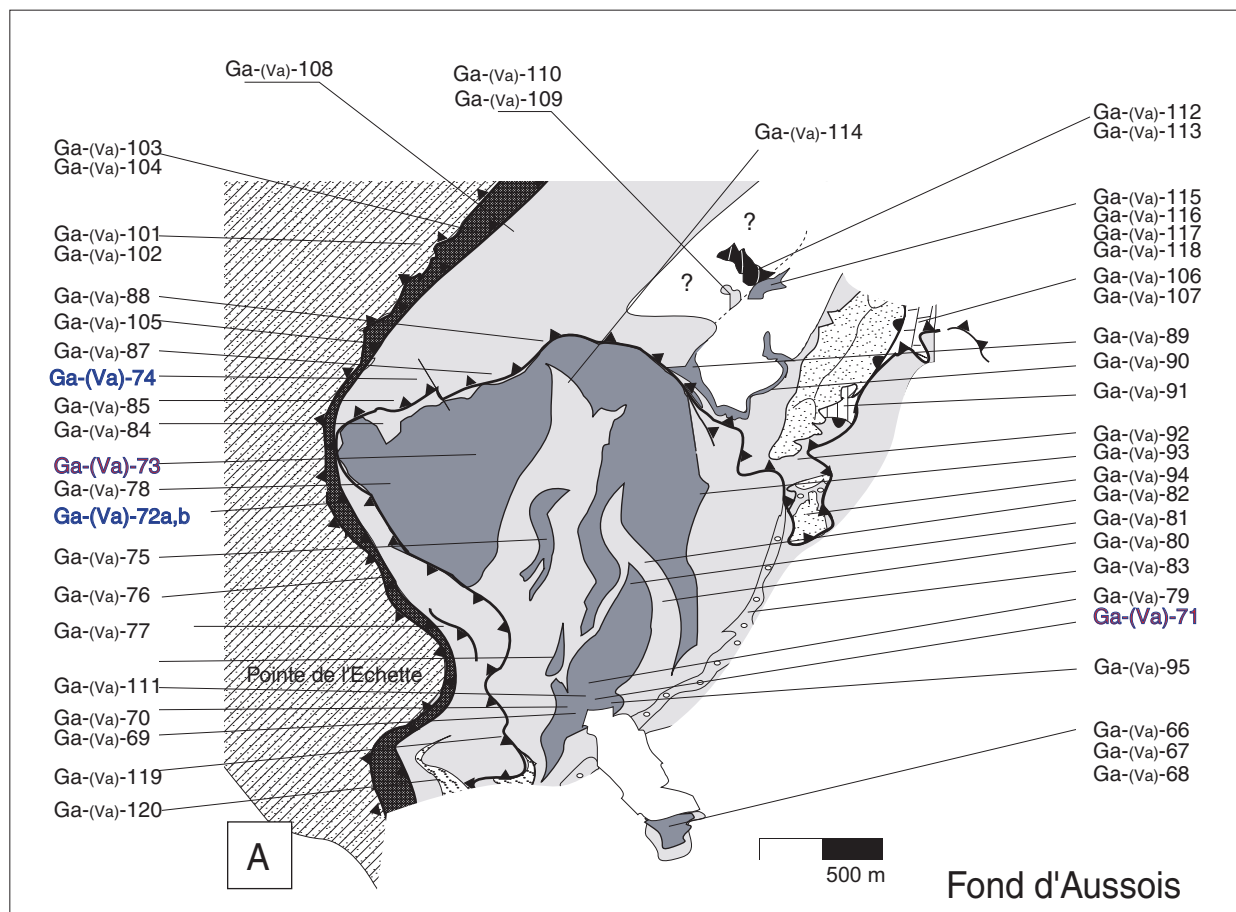 Ga-(Va)-108
Ga-(Va)-110
Ga-(Va)-109
Ga-(Va)-114
Ga-(Va)-112
Ga-(Va)-113
Ga-(Va)-103
Ga-(Va)-104
Ga-(Va)-101
Ga-(Va)-102
Ga-(Va)-88
Ga-(Va)-105
Ga-(Va)-87
Ga-(Va)-74
Ga-(Va)-85
Ga-(Va)-84
Ga-(Va)-73
Ga-(Va)-78
Ga-(Va)-72a,b
Ga-(Va)-75
Ga-(Va)-76
Ga-(Va)-77
Pointe de l'Echette
Ga-(Va)-111
Ga-(Va)-70
Ga-(Va)-69
Ga-(Va)-119
Ga-(Va)-120
?
?
Ga-(Va)-115
Ga-(Va)-116
Ga-(Va)-117
Ga-(Va)-118
Ga-(Va)-106
Ga-(Va)-107
Ga-(Va)-89
Ga-(Va)-90
Ga-(Va)-91
Ga-(Va)-92
Ga-(Va)-93
Ga-(Va)-94
Ga-(Va)-82
Ga-(Va)-81
Ga-(Va)-80
Ga-(Va)-83
Ga-(Va)-79
Ga-(Va)-71
Ga-(Va)-95
Ga-(Va)-66
Ga-(Va)-67
Ga-(Va)-68
A
500 m
Fond d'Aussois